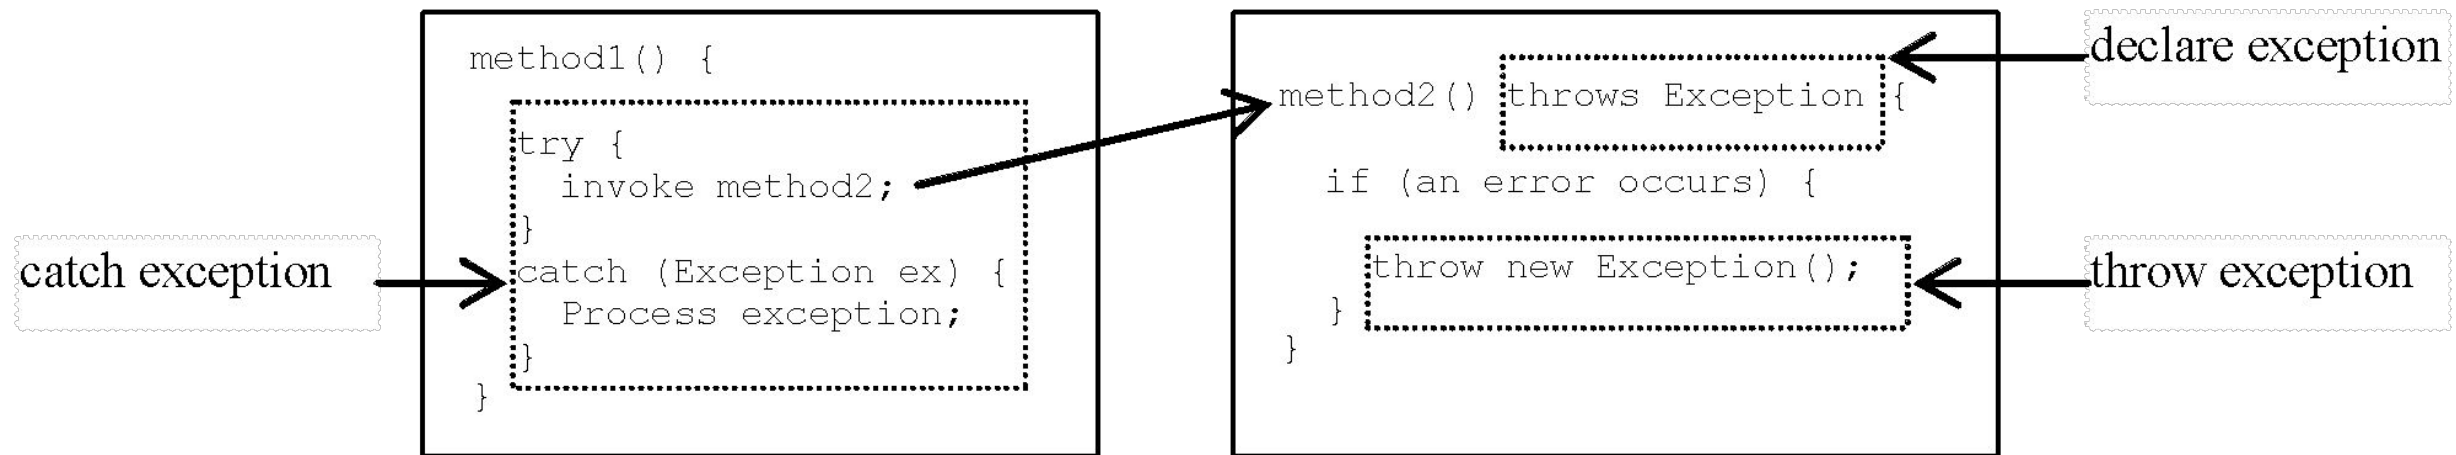 catch exception
method1() {
try {
invoke method2;
}
catch (Exception ex) {
Process exception;
}
}
method2() throws Exception {
if (an error occurs) {
throw new Exception();
}
}
declare exception
throw exception